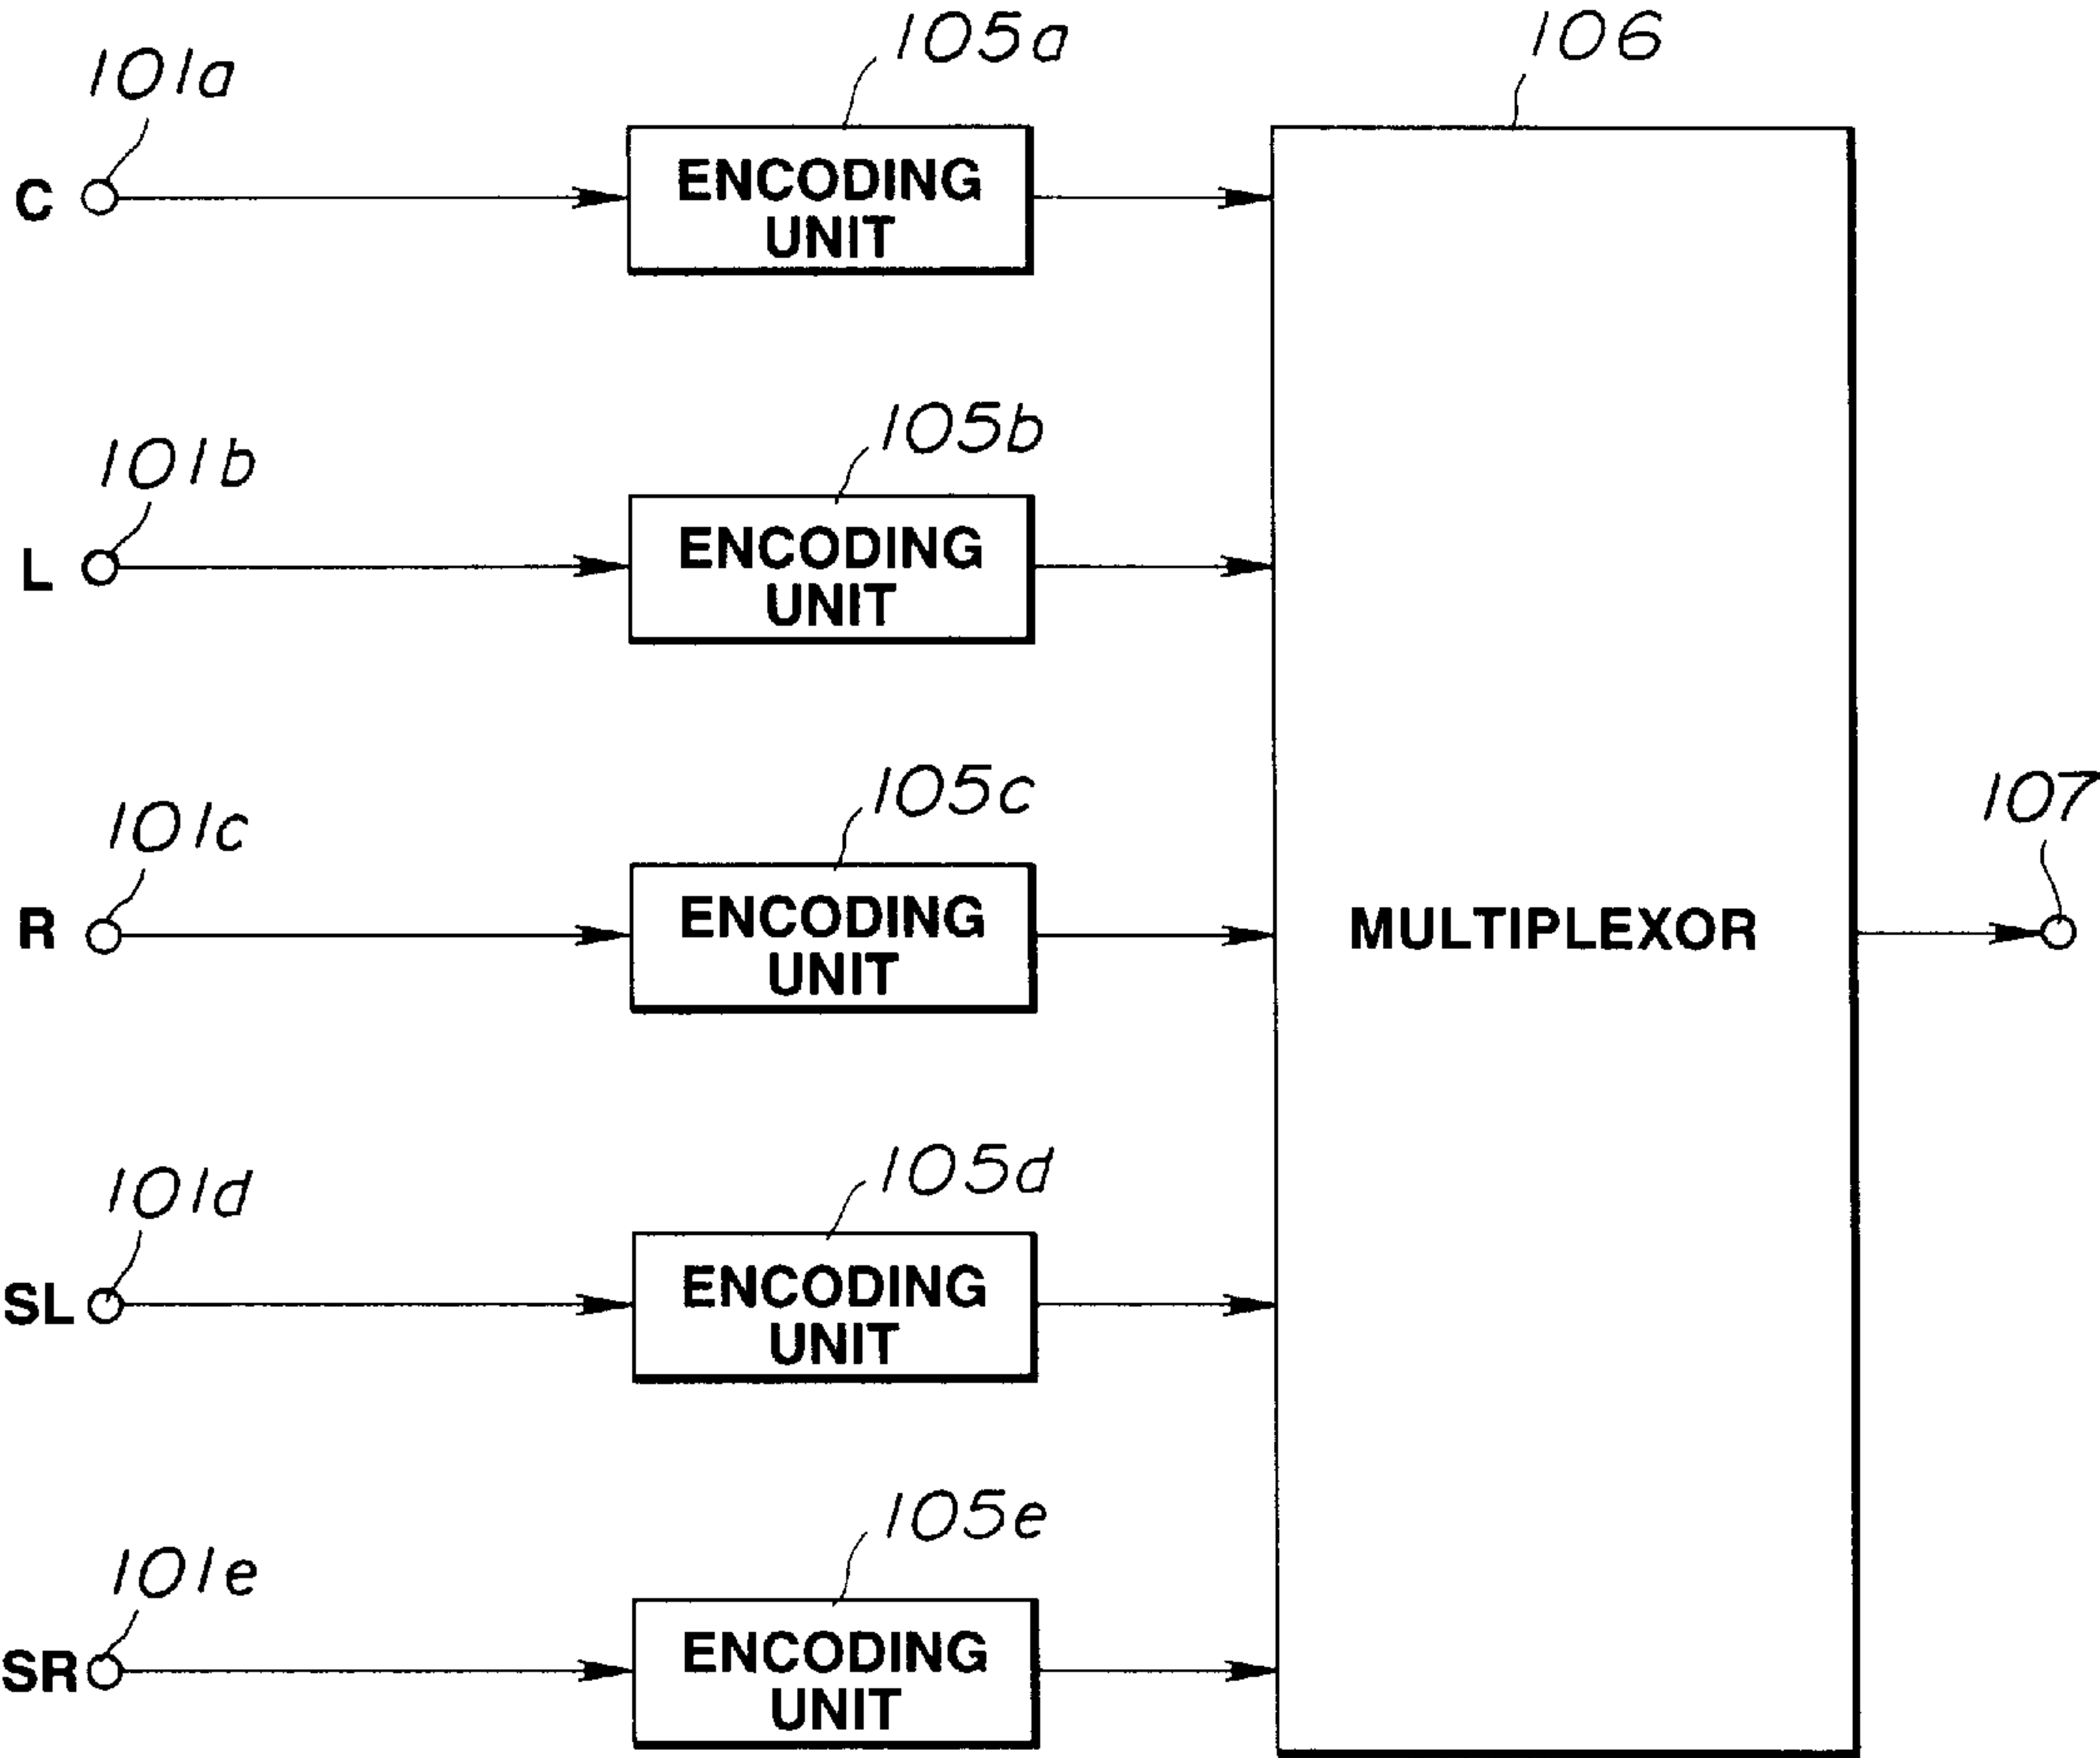 101a
105a
106
C
ENCODING
UNIT
101b
105b
L
ENCODING
UNIT
101c
105c
107
R
ENCODING
UNIT
MULTIPLEXOR
101d
105d
SL
ENCODING
UNIT
101e
105e
SR
ENCODING
UNIT